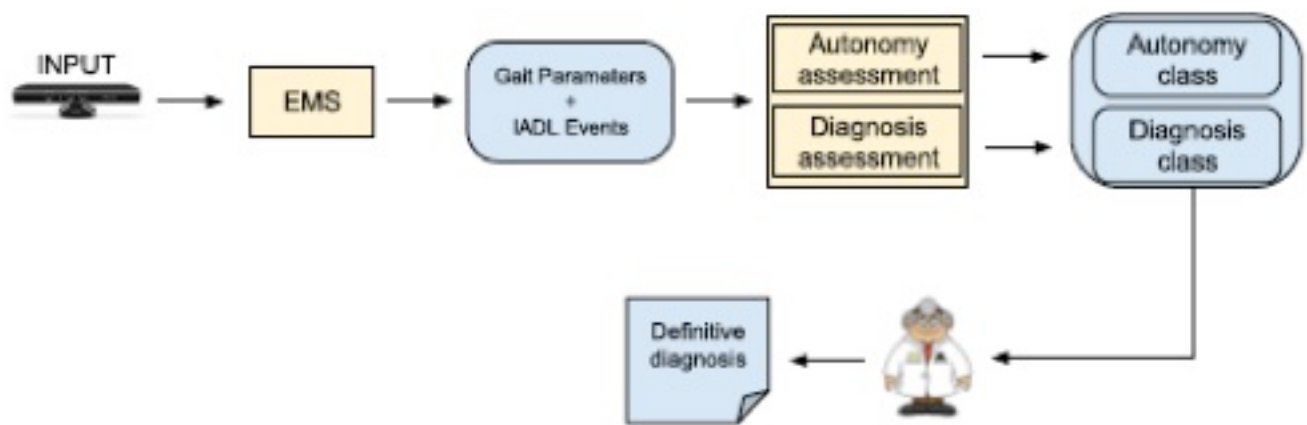 INPUT
EMS
Gait Parameters
+
IADL Events
Autonomy
assessment
Diagnosis
assessment
Autonomy
class
Diagnosis
class
Definitive
diagnosis